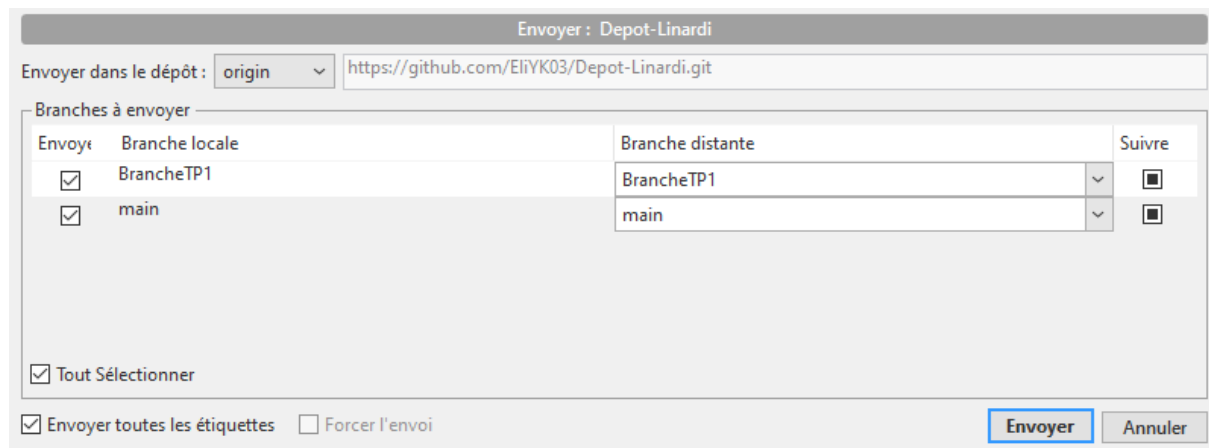 Envoyer : Depot-Linardi
Envoyer dans le dépôt : origin https://github.com/EliYK03/Depot-Linardi.git
Branches à envoyer
Envoye Branche locale Branche distante Suivre
BrancheTP1 BrancheTP1
main main
Tout Sélectionner
Envoyer toutes les étiquettes Forcer l'envoi Envoyer Annuler